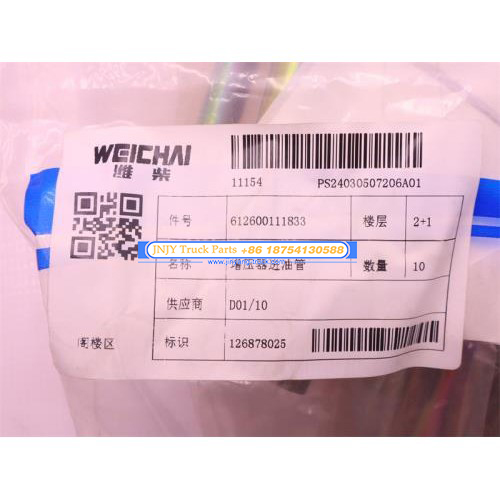 WEICHAI
潍柴
11154 PS24030507206A01
件号 612600111833 楼层 2+1
JNJY Truck Parts +86 18754130588
名称 增压器进油管 数量 10
供应商 D01/10
阁楼区 标识 126878025